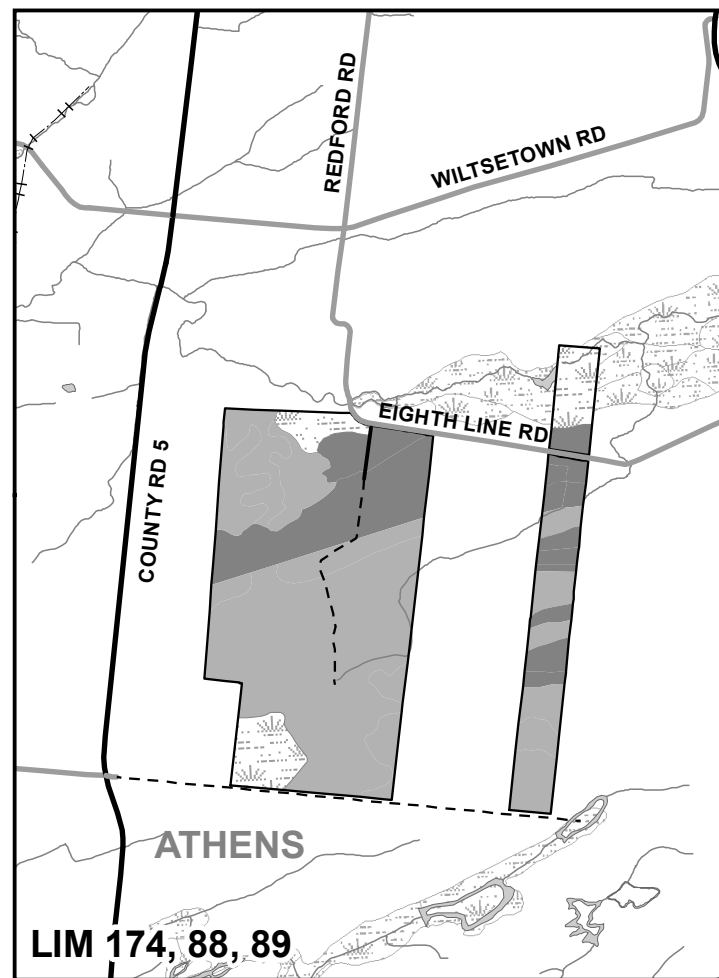 REDFORD RD
WILTSETOWN RD
EIGHTH LINE RD
COUNTY RD 5
ATHENS
LIM 174, 88, 89